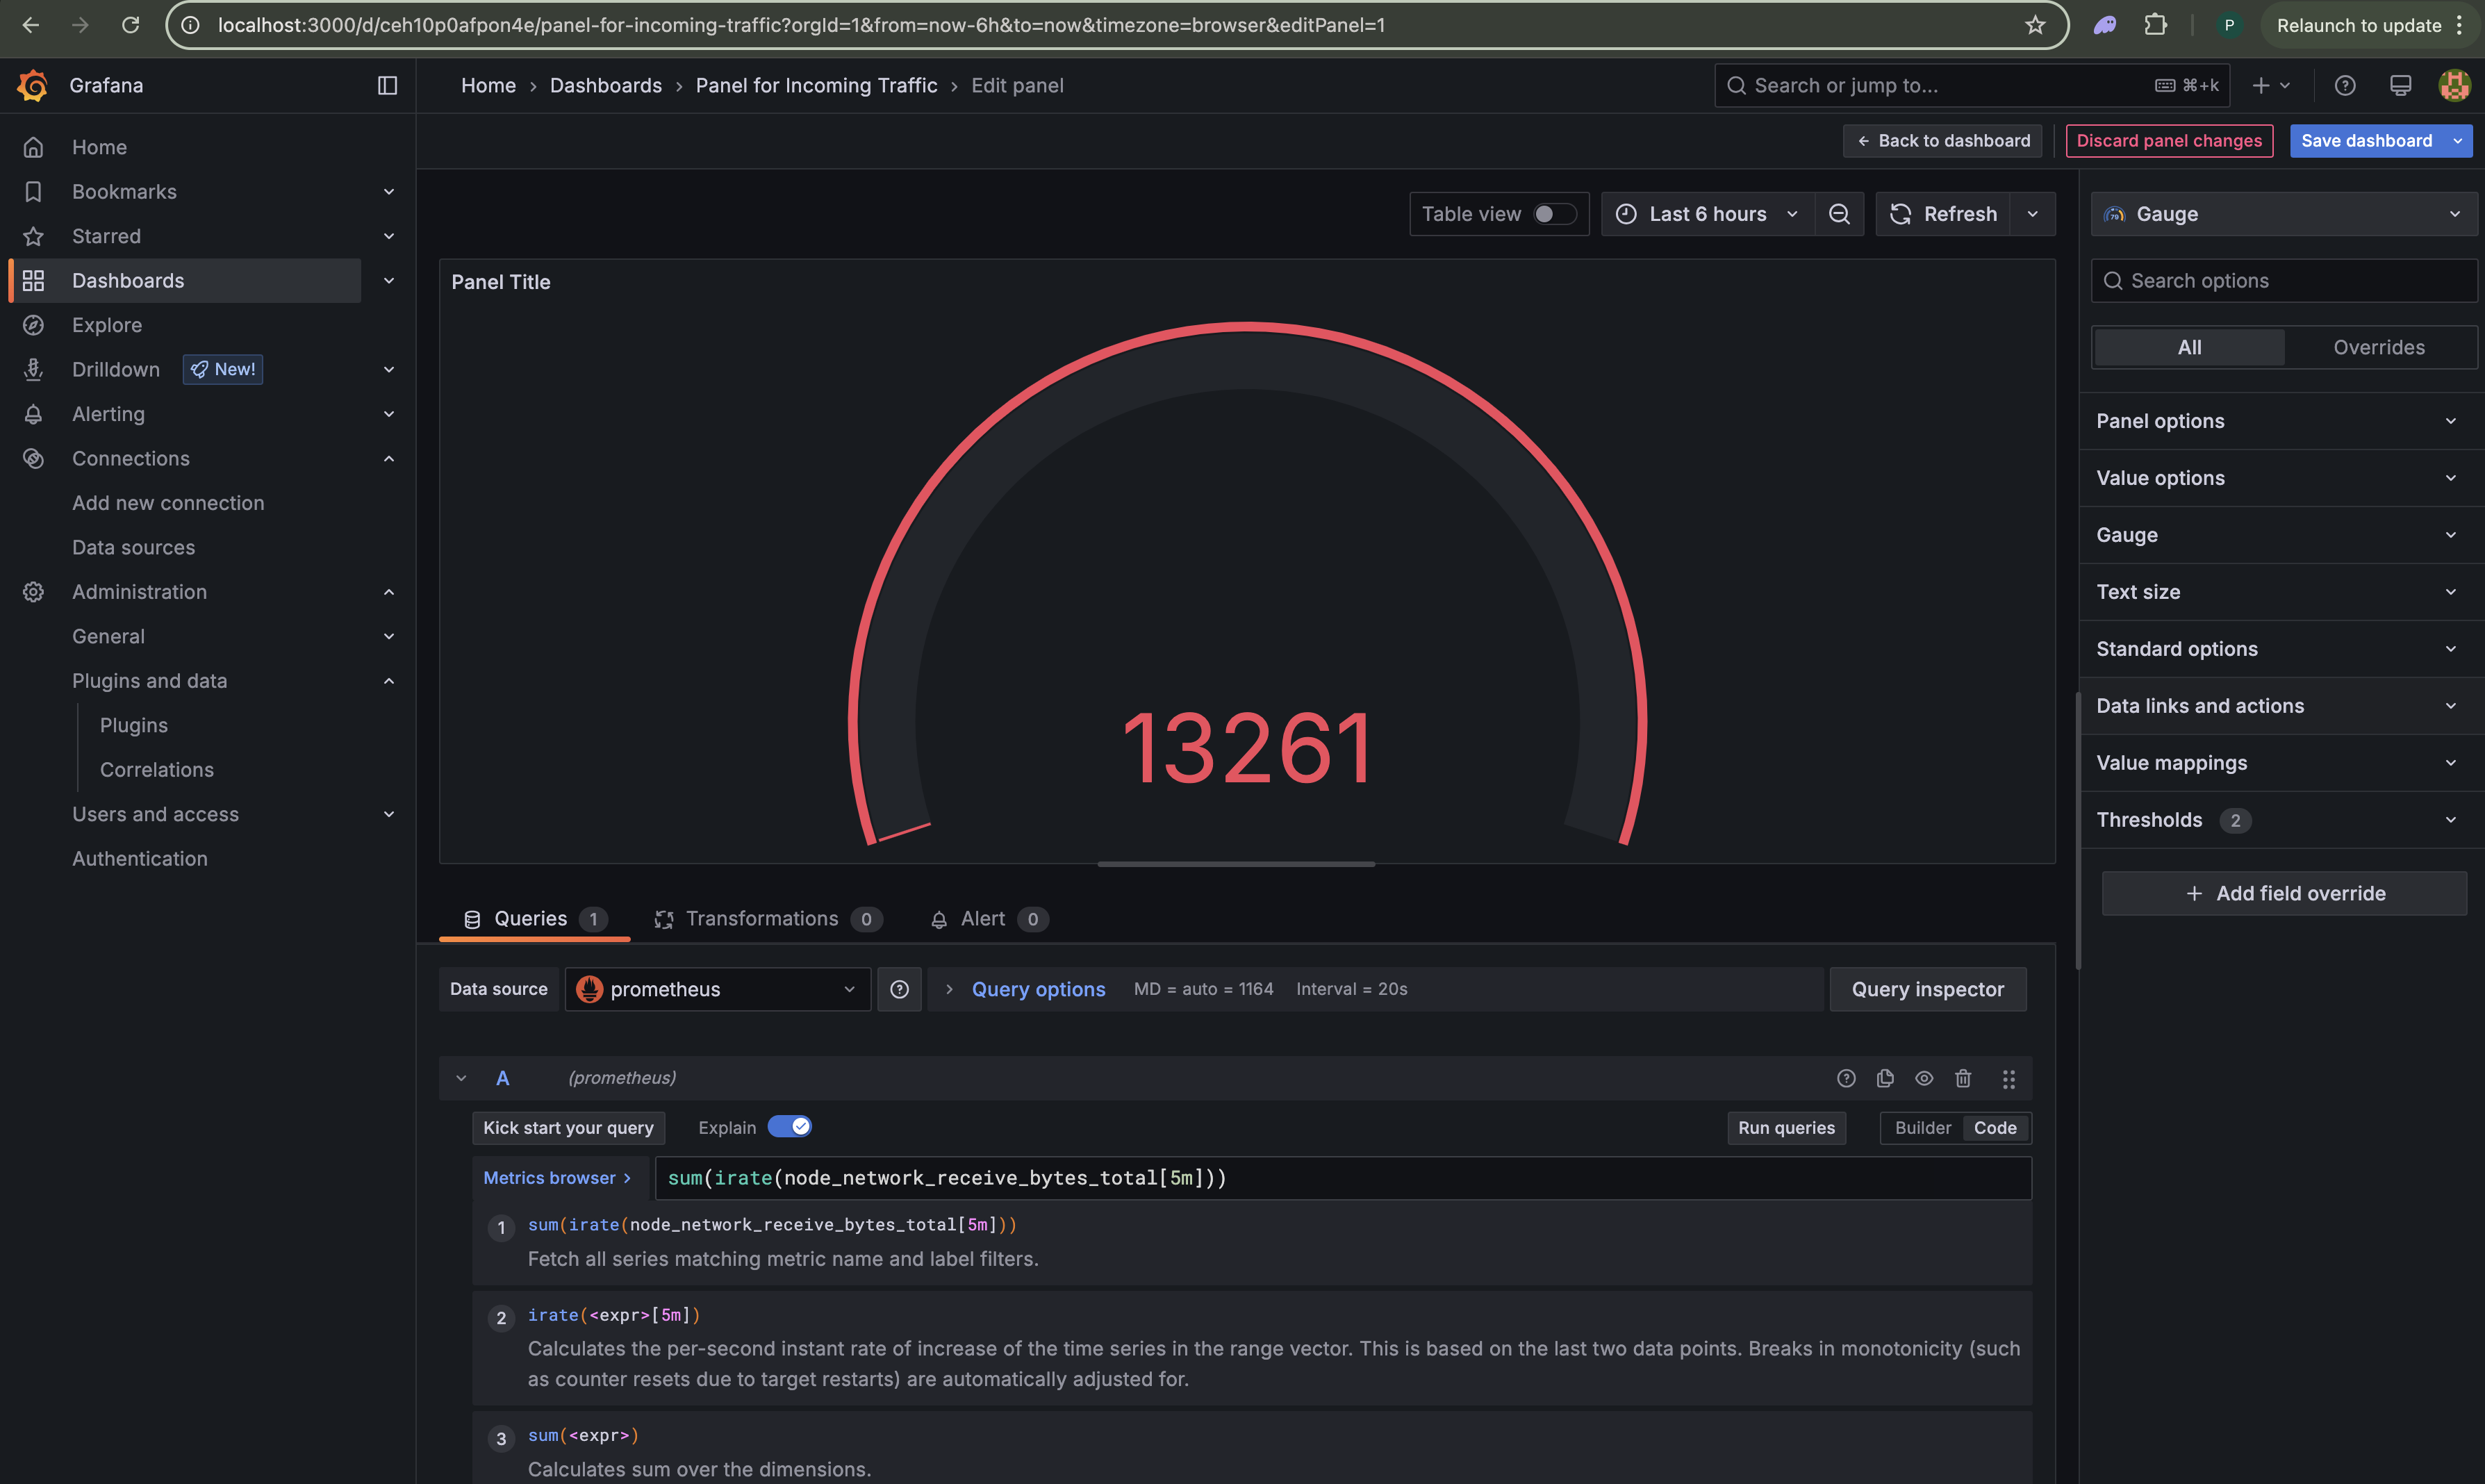 localhost:3000/d/ceh10p0afpon4e/panel-for-incoming-traffic?orgId=1&from=now-6h&to=now&timezone=browser&editPanel=1
P
Relaunch to update
Grafana
Home › Dashboards › Panel for Incoming Traffic › Edit panel
Search or jump to...
⌘+k
Back to dashboard
Discard panel changes
Save dashboard
Home
Bookmarks
Starred
Dashboards
Explore
Drilldown
New!
Alerting
Connections
Add new connection
Data sources
Administration
General
Plugins and data
Plugins
Correlations
Users and access
Authentication
Table view
Last 6 hours
Refresh
Panel Title
13261
79
Gauge
Search options
All
Overrides
Panel options
Value options
Gauge
Text size
Standard options
Data links and actions
Value mappings
Thresholds 2
+ Add field override
Queries 1
Transformations 0
Alert 0
Data source
prometheus
Query options
MD = auto = 1164
Interval = 20s
Query inspector
A
(prometheus)
Kick start your query
Explain
Run queries
Builder
Code
Metrics browser >
sum(irate(node_network_receive_bytes_total[5m]))
1 sum(irate(node_network_receive_bytes_total[5m]))
Fetch all series matching metric name and label filters.
2 irate(<expr>[5m])
Calculates the per-second instant rate of increase of the time series in the range vector. This is based on the last two data points. Breaks in monotonicity (such
as counter resets due to target restarts) are automatically adjusted for.
3 sum(<expr>)
Calculates sum over the dimensions.